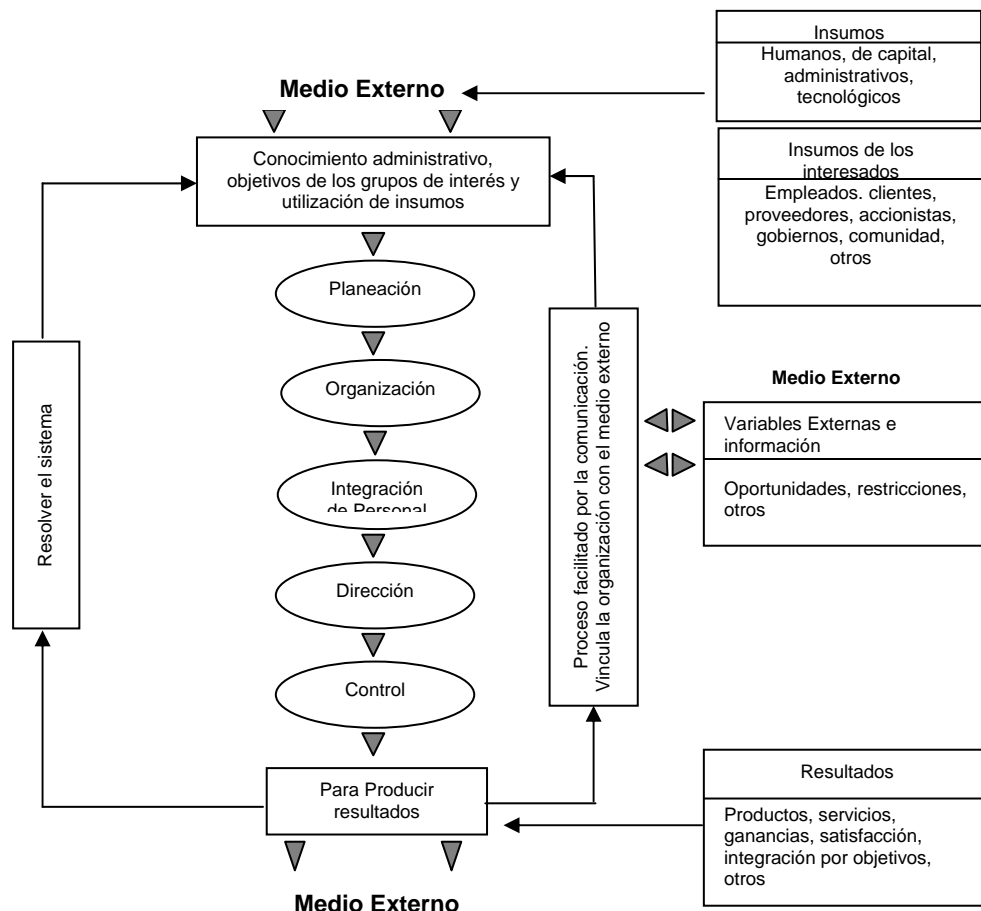 Insumos
Humanos, de capital,
administrativos,
tecnológicos
Medio Externo
Insumos de los
interesados
Empleados. clientes,
proveedores, accionistas,
gobiernos, comunidad,
otros
Conocimiento administrativo,
objetivos de los grupos de interés y
utilización de insumos
Planeación
Organización
Integración
de Personal
Dirección
Control
Para Producir
resultados
Medio Externo
Resolver el sistema
Proceso facilitado por la comunicación.
Vincula la organización con el medio externo
Medio Externo
Variables Externas e
información
Oportunidades, restricciones,
otros
Resultados
Productos, servicios,
ganancias, satisfacción,
integración por objetivos,
otros